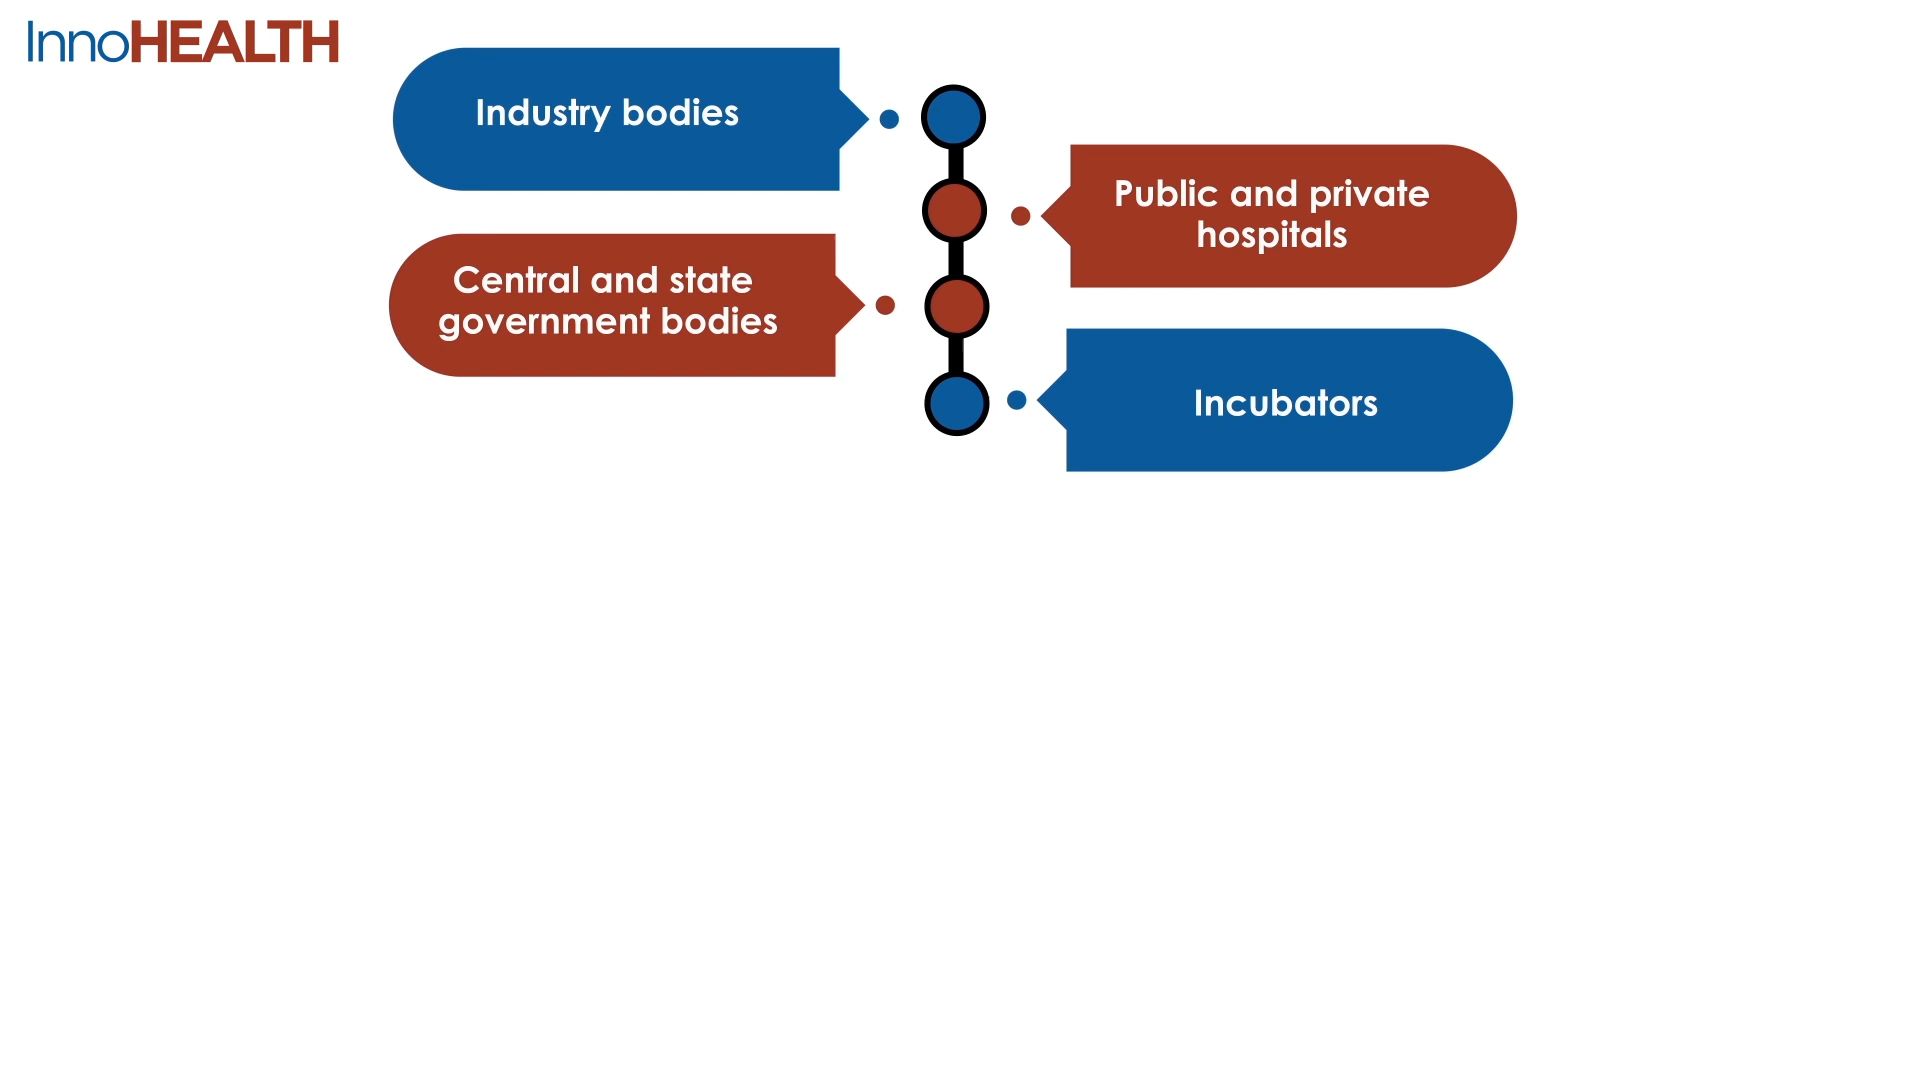 InnoHEALTH
Industry bodies
Public and private
hospitals
Central and state
government bodies
Incubators